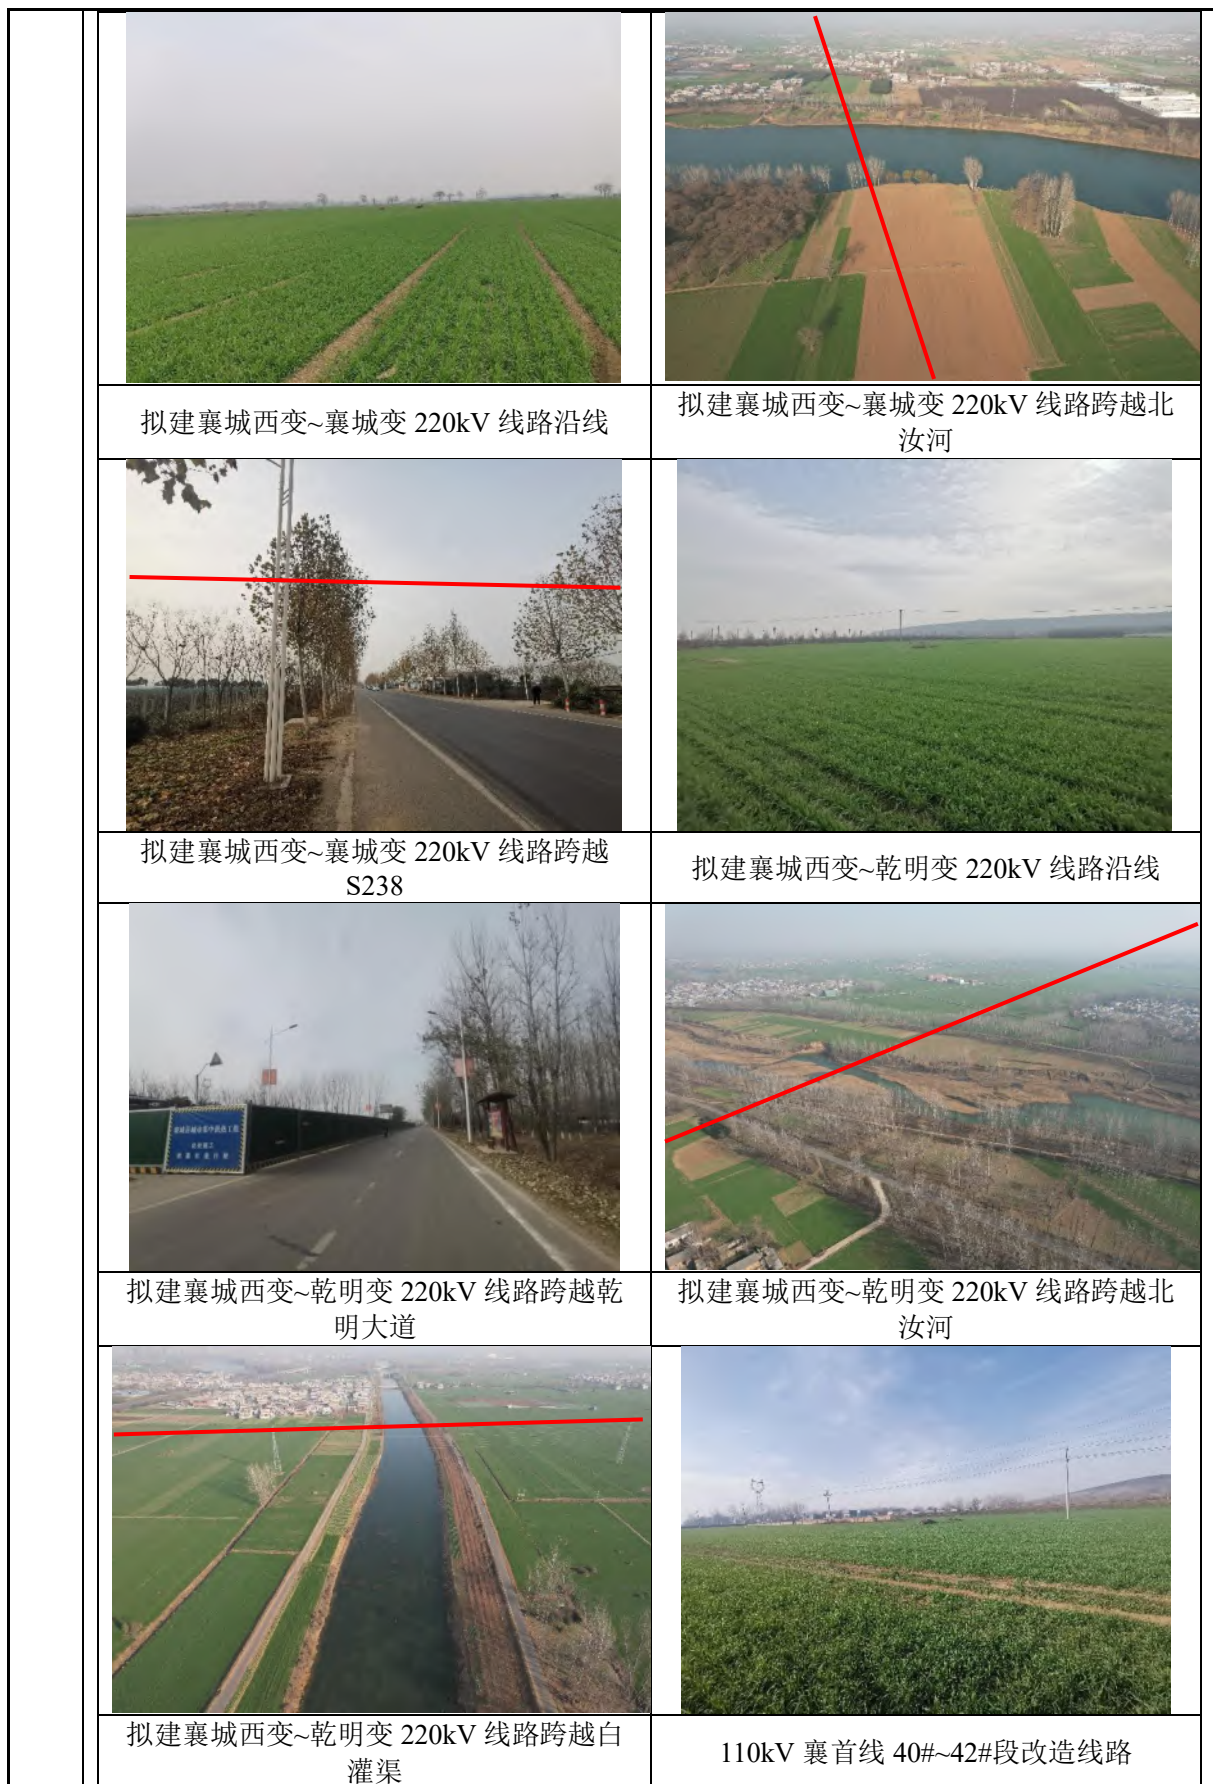 拟建襄城西变~襄城变 220kV 线路沿线
拟建襄城西变~襄城变 220kV 线路跨越北
汝河
拟建襄城西变~襄城变 220kV 线路跨越
S238
拟建襄城西变~乾明变 220kV 线路沿线
拟建襄城西变~乾明变 220kV 线路跨越乾
明大道
拟建襄城西变~乾明变 220kV 线路跨越北
汝河
拟建襄城西变~乾明变 220kV 线路跨越白
灌渠
110kV 襄首线 40#~42#段改造线路